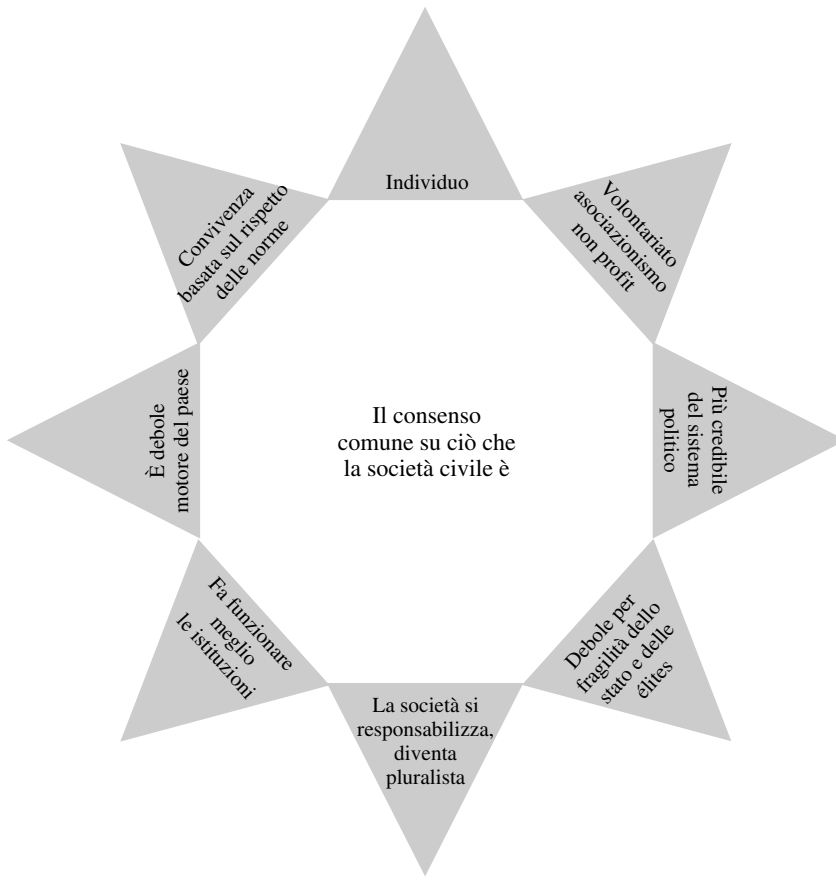 Individuo
Volontariato
asociazionismo
non profit
Più credibile
del sistema
politico
Debole per
fragilità dello
stato e delle
élites
La società si
responsabilizza,
diventa
pluralista
Fa funzionare
meglio
le istituzioni
È debole
motore del paese
Convivenza
basata sul rispetto
delle norme
Il consenso
comune su ciò che
la società civile è